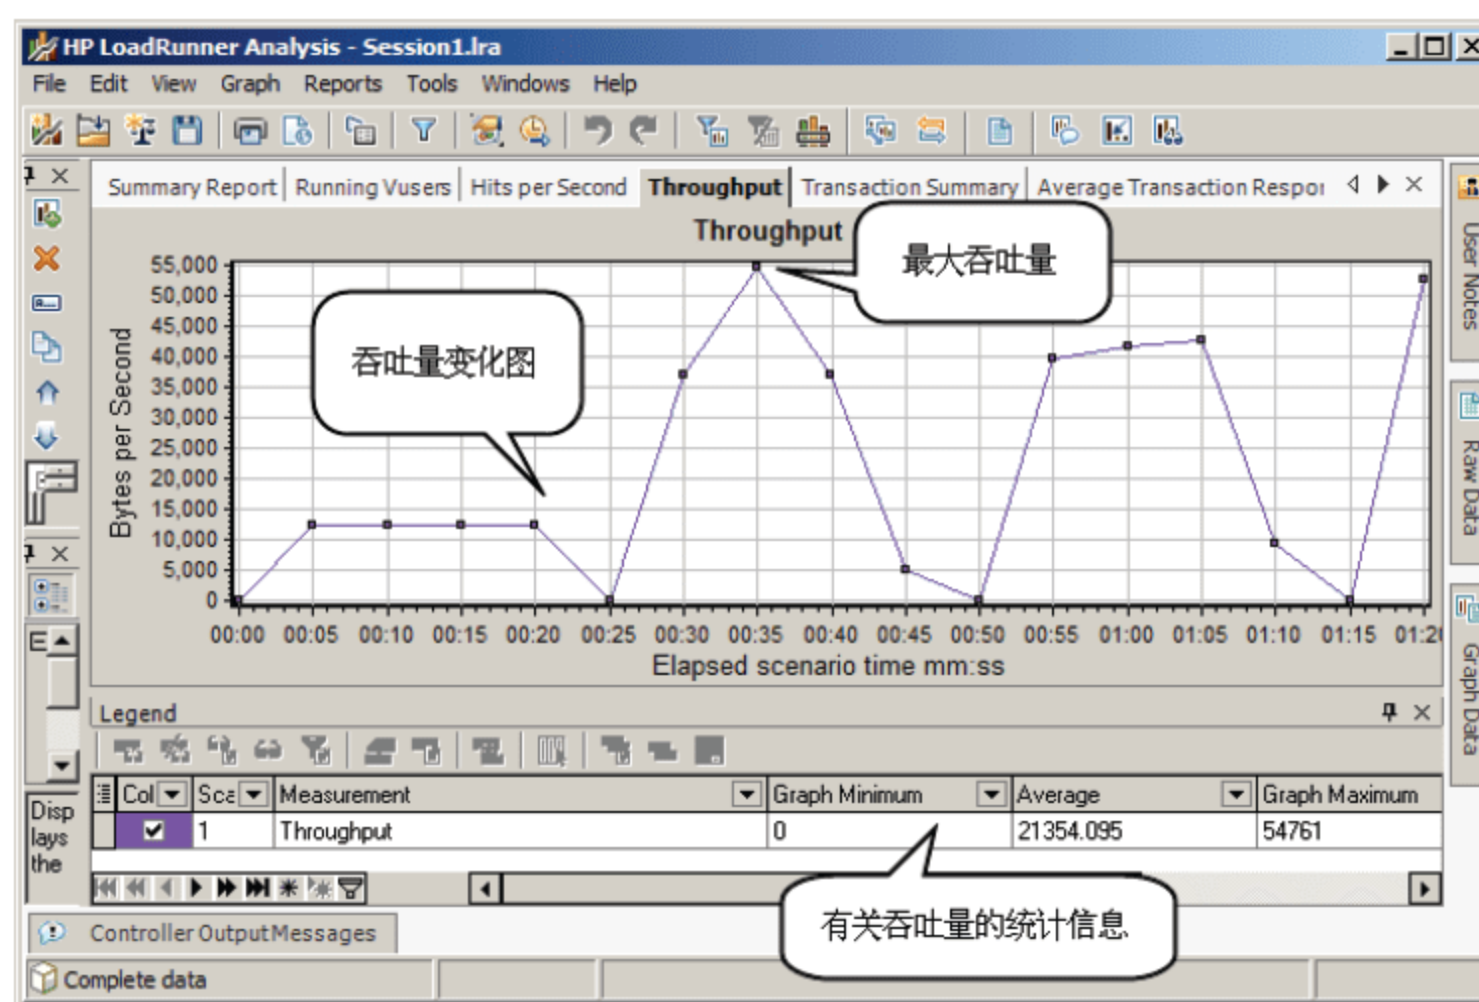 HP LoadRunner Analysis - Session1.lra
File Edit View Graph Reports Tools Windows Help
Summary Report Running Vusers Hits per Second Throughput Transaction Summary Average Transaction Respon
Throughput
最大吞吐量
吞吐量变化图
Bytes per Second
55,000
50,000
45,000
40,000
35,000
30,000
25,000
20,000
15,000
10,000
5,000
0
00:00 00:05 00:10 00:15 00:20 00:25 00:30 00:35 00:40 00:45 00:50 00:55 01:00 01:05 01:10 01:15 01:20
Elapsed scenario time mm:ss
User Notes
Raw Data
Graph Data
Legend
Col Sca Measurement Graph Minimum Average Graph Maximum
1 Throughput 0 21354.095 54761
E
Disp
lays
the
有关吞吐量的统计信息
Controller Output Messages
Complete data